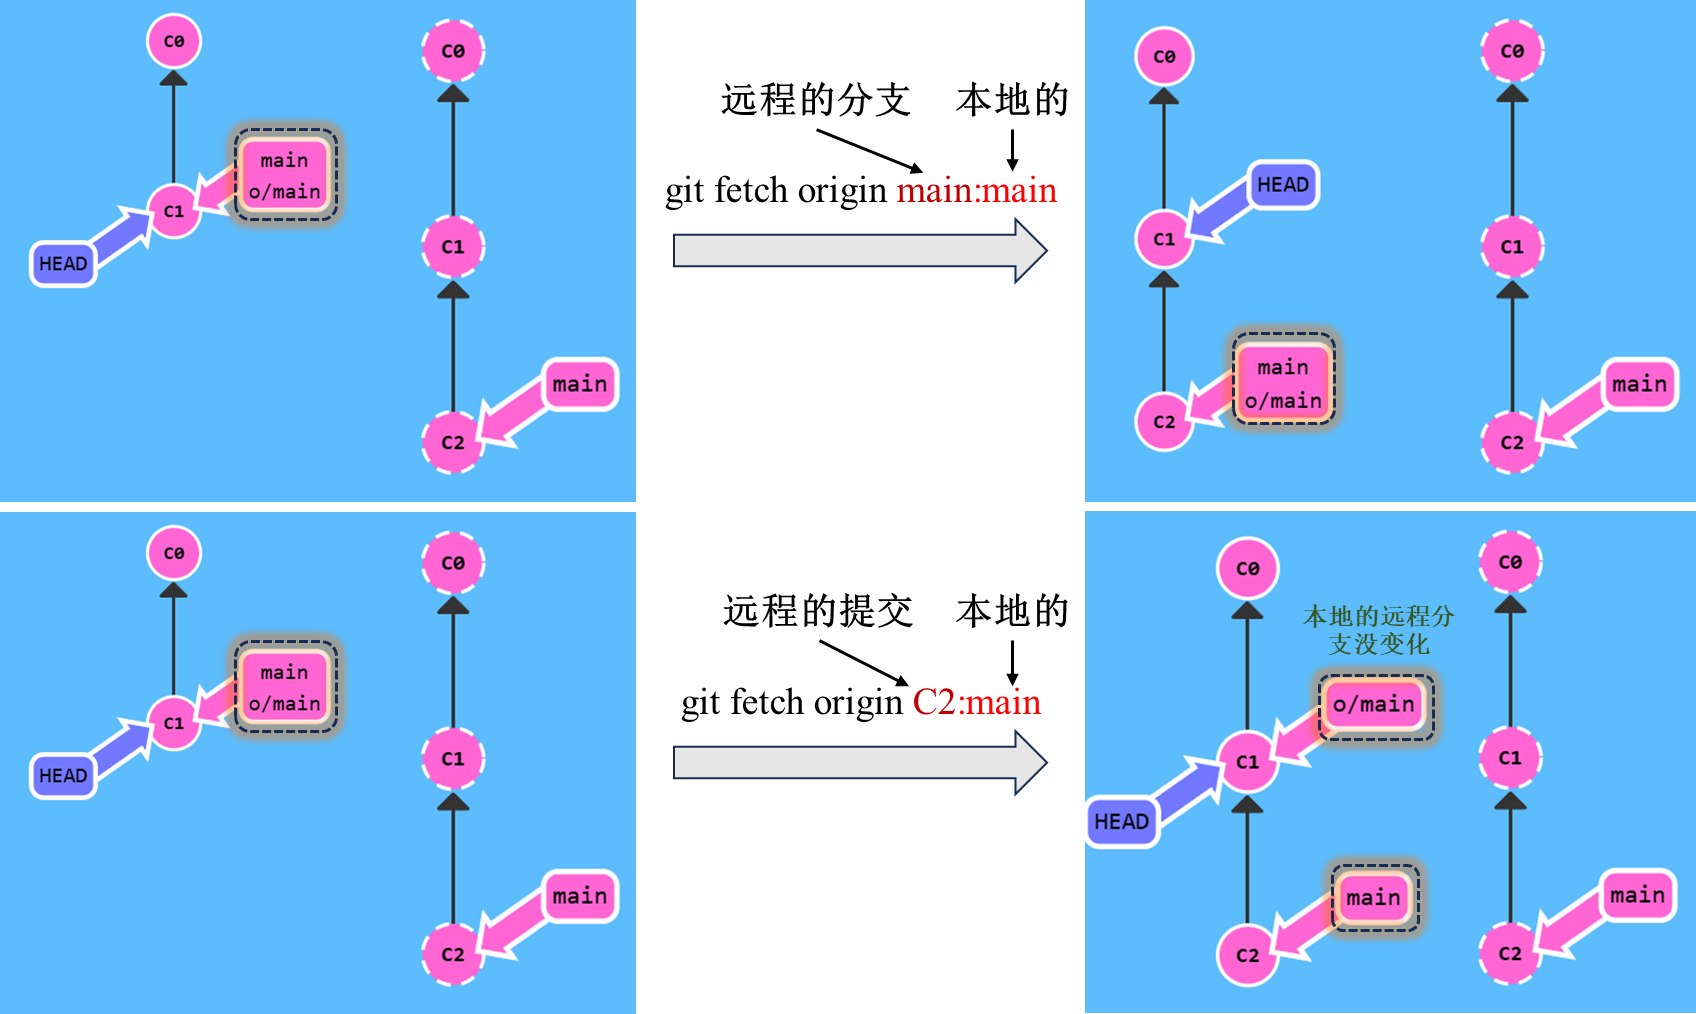 C0
main
o/main
C1
HEAD
C0
C1
main
C2
远程的分支 本地的
git fetch origin main:main
C0
HEAD
C1
main
o/main
C2
C0
C1
main
C2
C0
main
o/main
C1
HEAD
C0
C1
main
C2
远程的提交 本地的
git fetch origin C2:main
C0
本地的远程分
支没变化
o/main
C1
HEAD
main
C2
C0
C1
main
C2